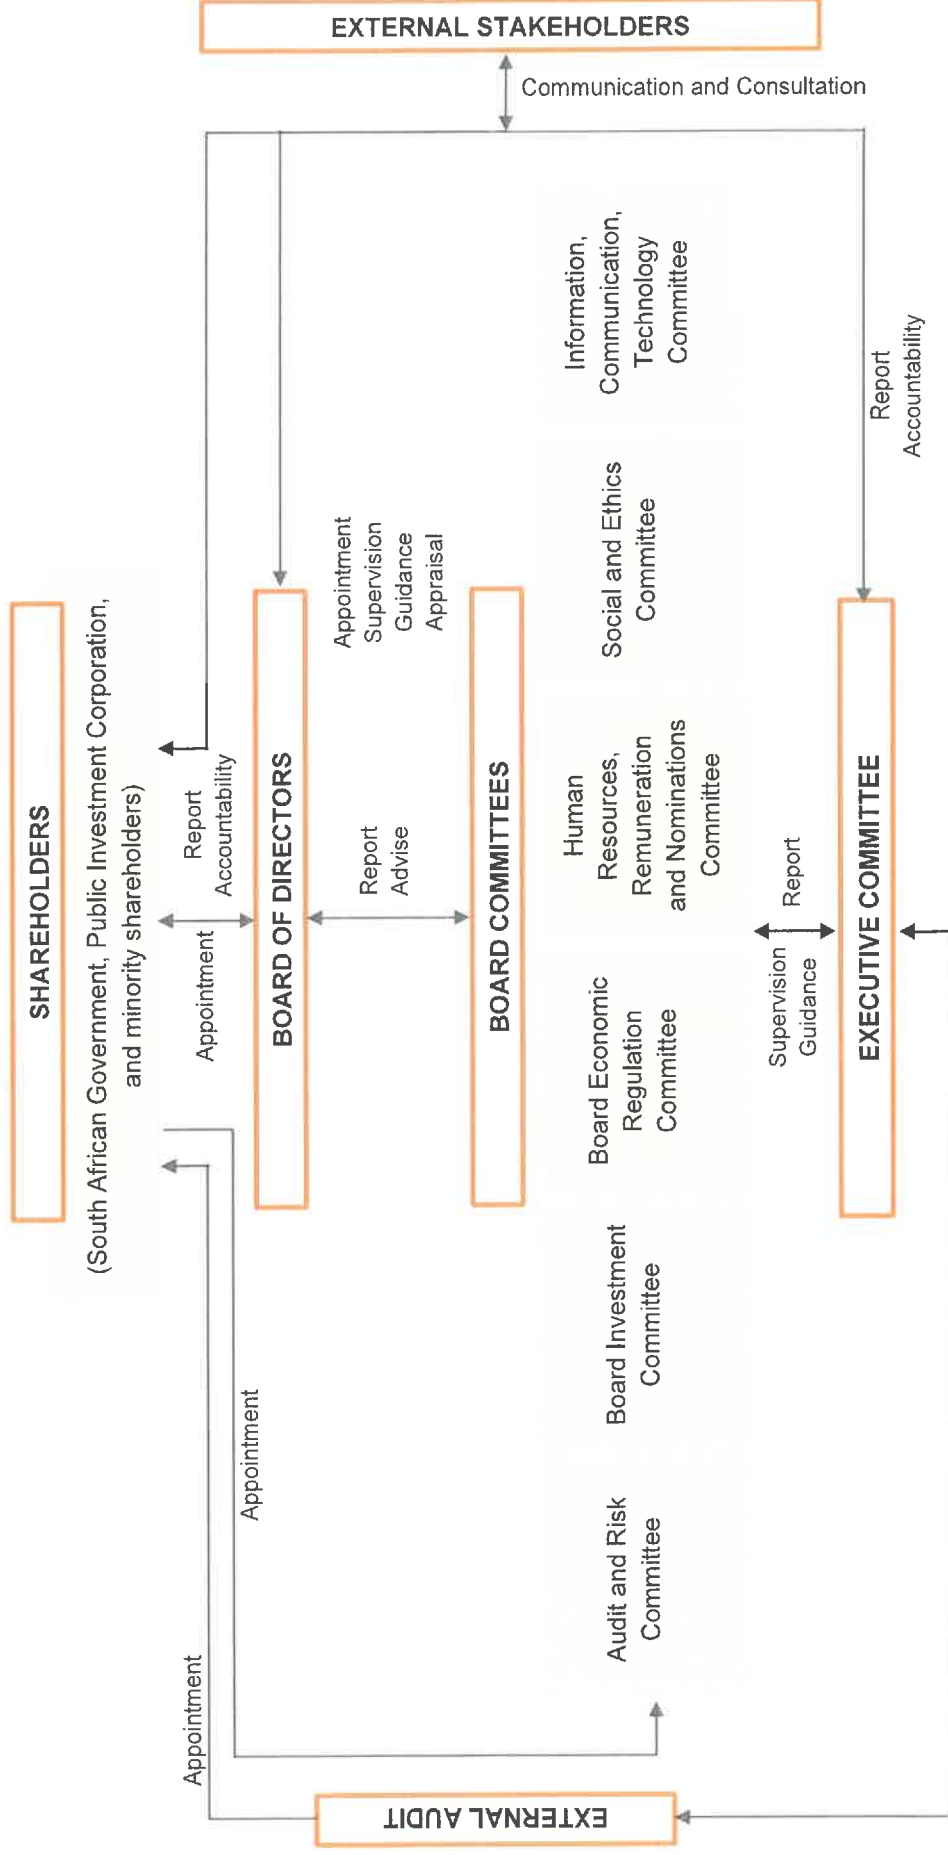 SHAREHOLDERS
(South African Government, Public Investment Corporation,
and minority shareholders)
Appointment
Report
Accountability
Appointment
Appointment
BOARD OF DIRECTORS
Report
Advise
Appointment
Supervision
Guidance
Appraisal
BOARD COMMITTEES
Audit and Risk
Committee
Board Investment
Committee
Board Economic
Regulation
Committee
Human
Resources,
Remuneration
and Nominations
Committee
Social and Ethics
Committee
Information,
Communication,
Technology
Committee
Supervision
Guidance
Report
EXECUTIVE COMMITTEE
Report
Accountability
EXTERNAL AUDIT
EXTERNAL STAKEHOLDERS
Communication and Consultation